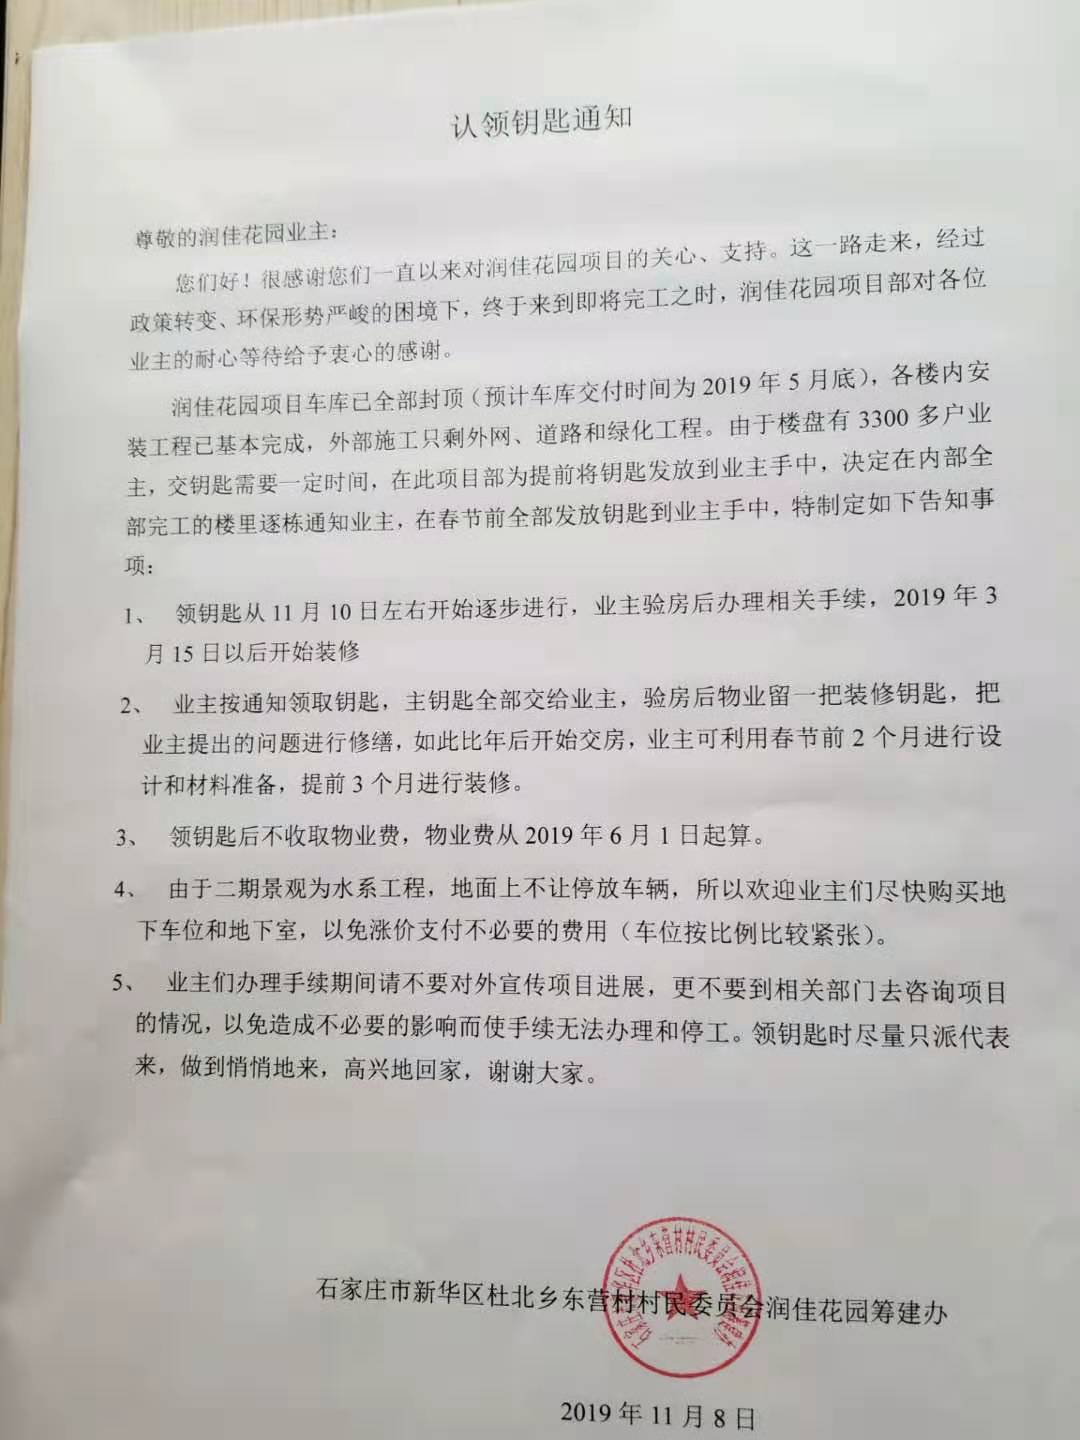 认领钥匙通知
尊敬的润佳花园业主：
您们好！很感谢您们一直以来对润佳花园项目的关心、支持。这一路走来，经过
政策转变、环保形势严峻的困境下，终于来到即将完工之时，润佳花园项目部对各位
业主的耐心等待给予衷心的感谢。
润佳花园项目车库已全部封顶（预计车库交付时间为 2019 年 5 月底），各楼内安
装工程已基本完成，外部施工只剩外网、道路和绿化工程。由于楼盘有 3300 多户业
主，交钥匙需要一定时间，在此项目部为提前将钥匙发放到业主手中，决定在内部全
部完工的楼里逐栋通知业主，在春节前全部发放钥匙到业主手中，特制定如下告知事
项：
1、 领钥匙从 11 月 10 日左右开始逐步进行，业主验房后办理相关手续，2019 年 3
月 15 日以后开始装修
2、 业主按通知领取钥匙，主钥匙全部交给业主，验房后物业留一把装修钥匙，把
业主提出的问题进行修缮，如此比年后开始交房，业主可利用春节前 2 个月进行设
计和材料准备，提前 3 个月进行装修。
3、 领钥匙后不收取物业费，物业费从 2019 年 6 月 1 日起算。
4、 由于二期景观为水系工程，地面上不让停放车辆，所以欢迎业主们尽快购买地
下车位和地下室，以免涨价支付不必要的费用（车位按比例比较紧张）。
5、 业主们办理手续期间请不要对外宣传项目进展，更不要到相关部门去咨询项目
的情况，以免造成不必要的影响而使手续无法办理和停工。领钥匙时尽量只派代表
来，做到悄悄地来，高兴地回家，谢谢大家。
石家庄市新华区杜北乡东营村村民委员会润佳花园筹建办
2019 年 11 月 8 日